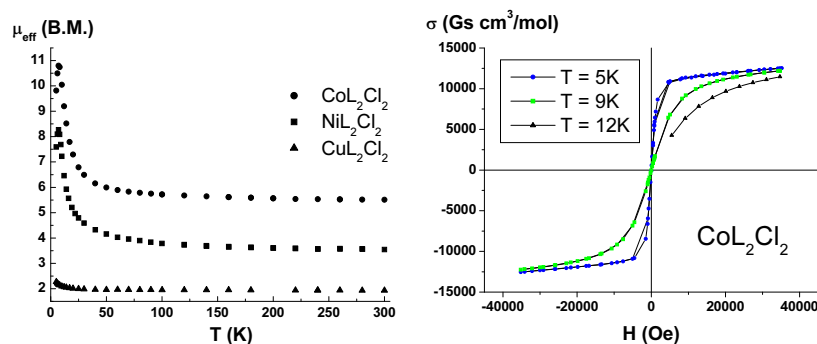 μeff (B.M.)
11
10
9
8
7
6
5
4
3
2
CoL2Cl2
NiL2Cl2
CuL2Cl2
0
50
100
150
200
250
300
T (K)
σ (Gs cm³/mol)
15000
10000
5000
0
-5000
-10000
-15000
T = 5K
T = 9K
T = 12K
CoL2Cl2
-40000
-20000
0
20000
40000
H (Oe)